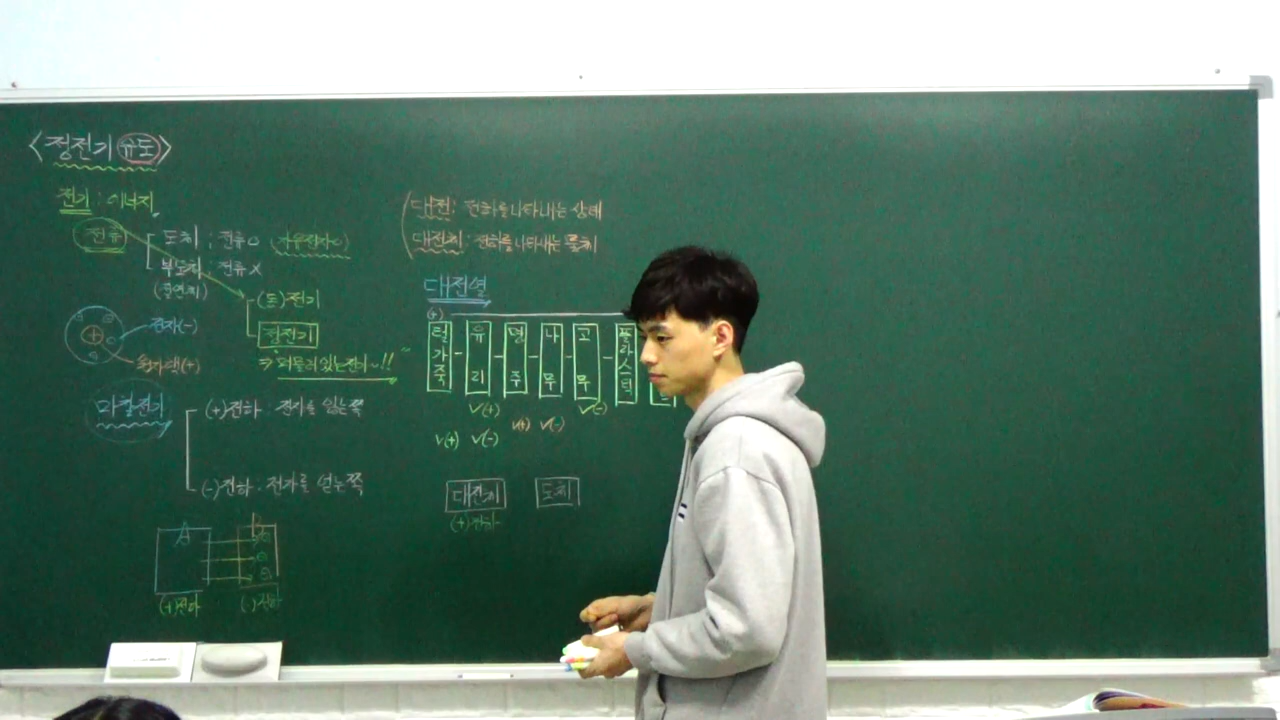 <정전기 유도>
전기 : 에너지
전류
도체 : 전류 O (자유전자 O)
부도체 : 전류 X
(절연체)
(동)전기
정전기
⇒ "머물러있는 전기~!!"
전자(-)
원자핵(+)
마찰전기
(+)전하 : 전자를 잃는 쪽
(-)전하 : 전자를 얻는 쪽
A
B
(+)전하
(-)전하
대전 : 전하를 나타내는 상태
대전체 : 전하를 나타내는 물체
대전열
(+)
털가죽 - 유리 - 명주 - 나무 - 고무 - 플라스틱
✓(+) ✓(-)
✓(+) ✓(-)
✓(+) ✓(-)
대전체
도체
(+)전하